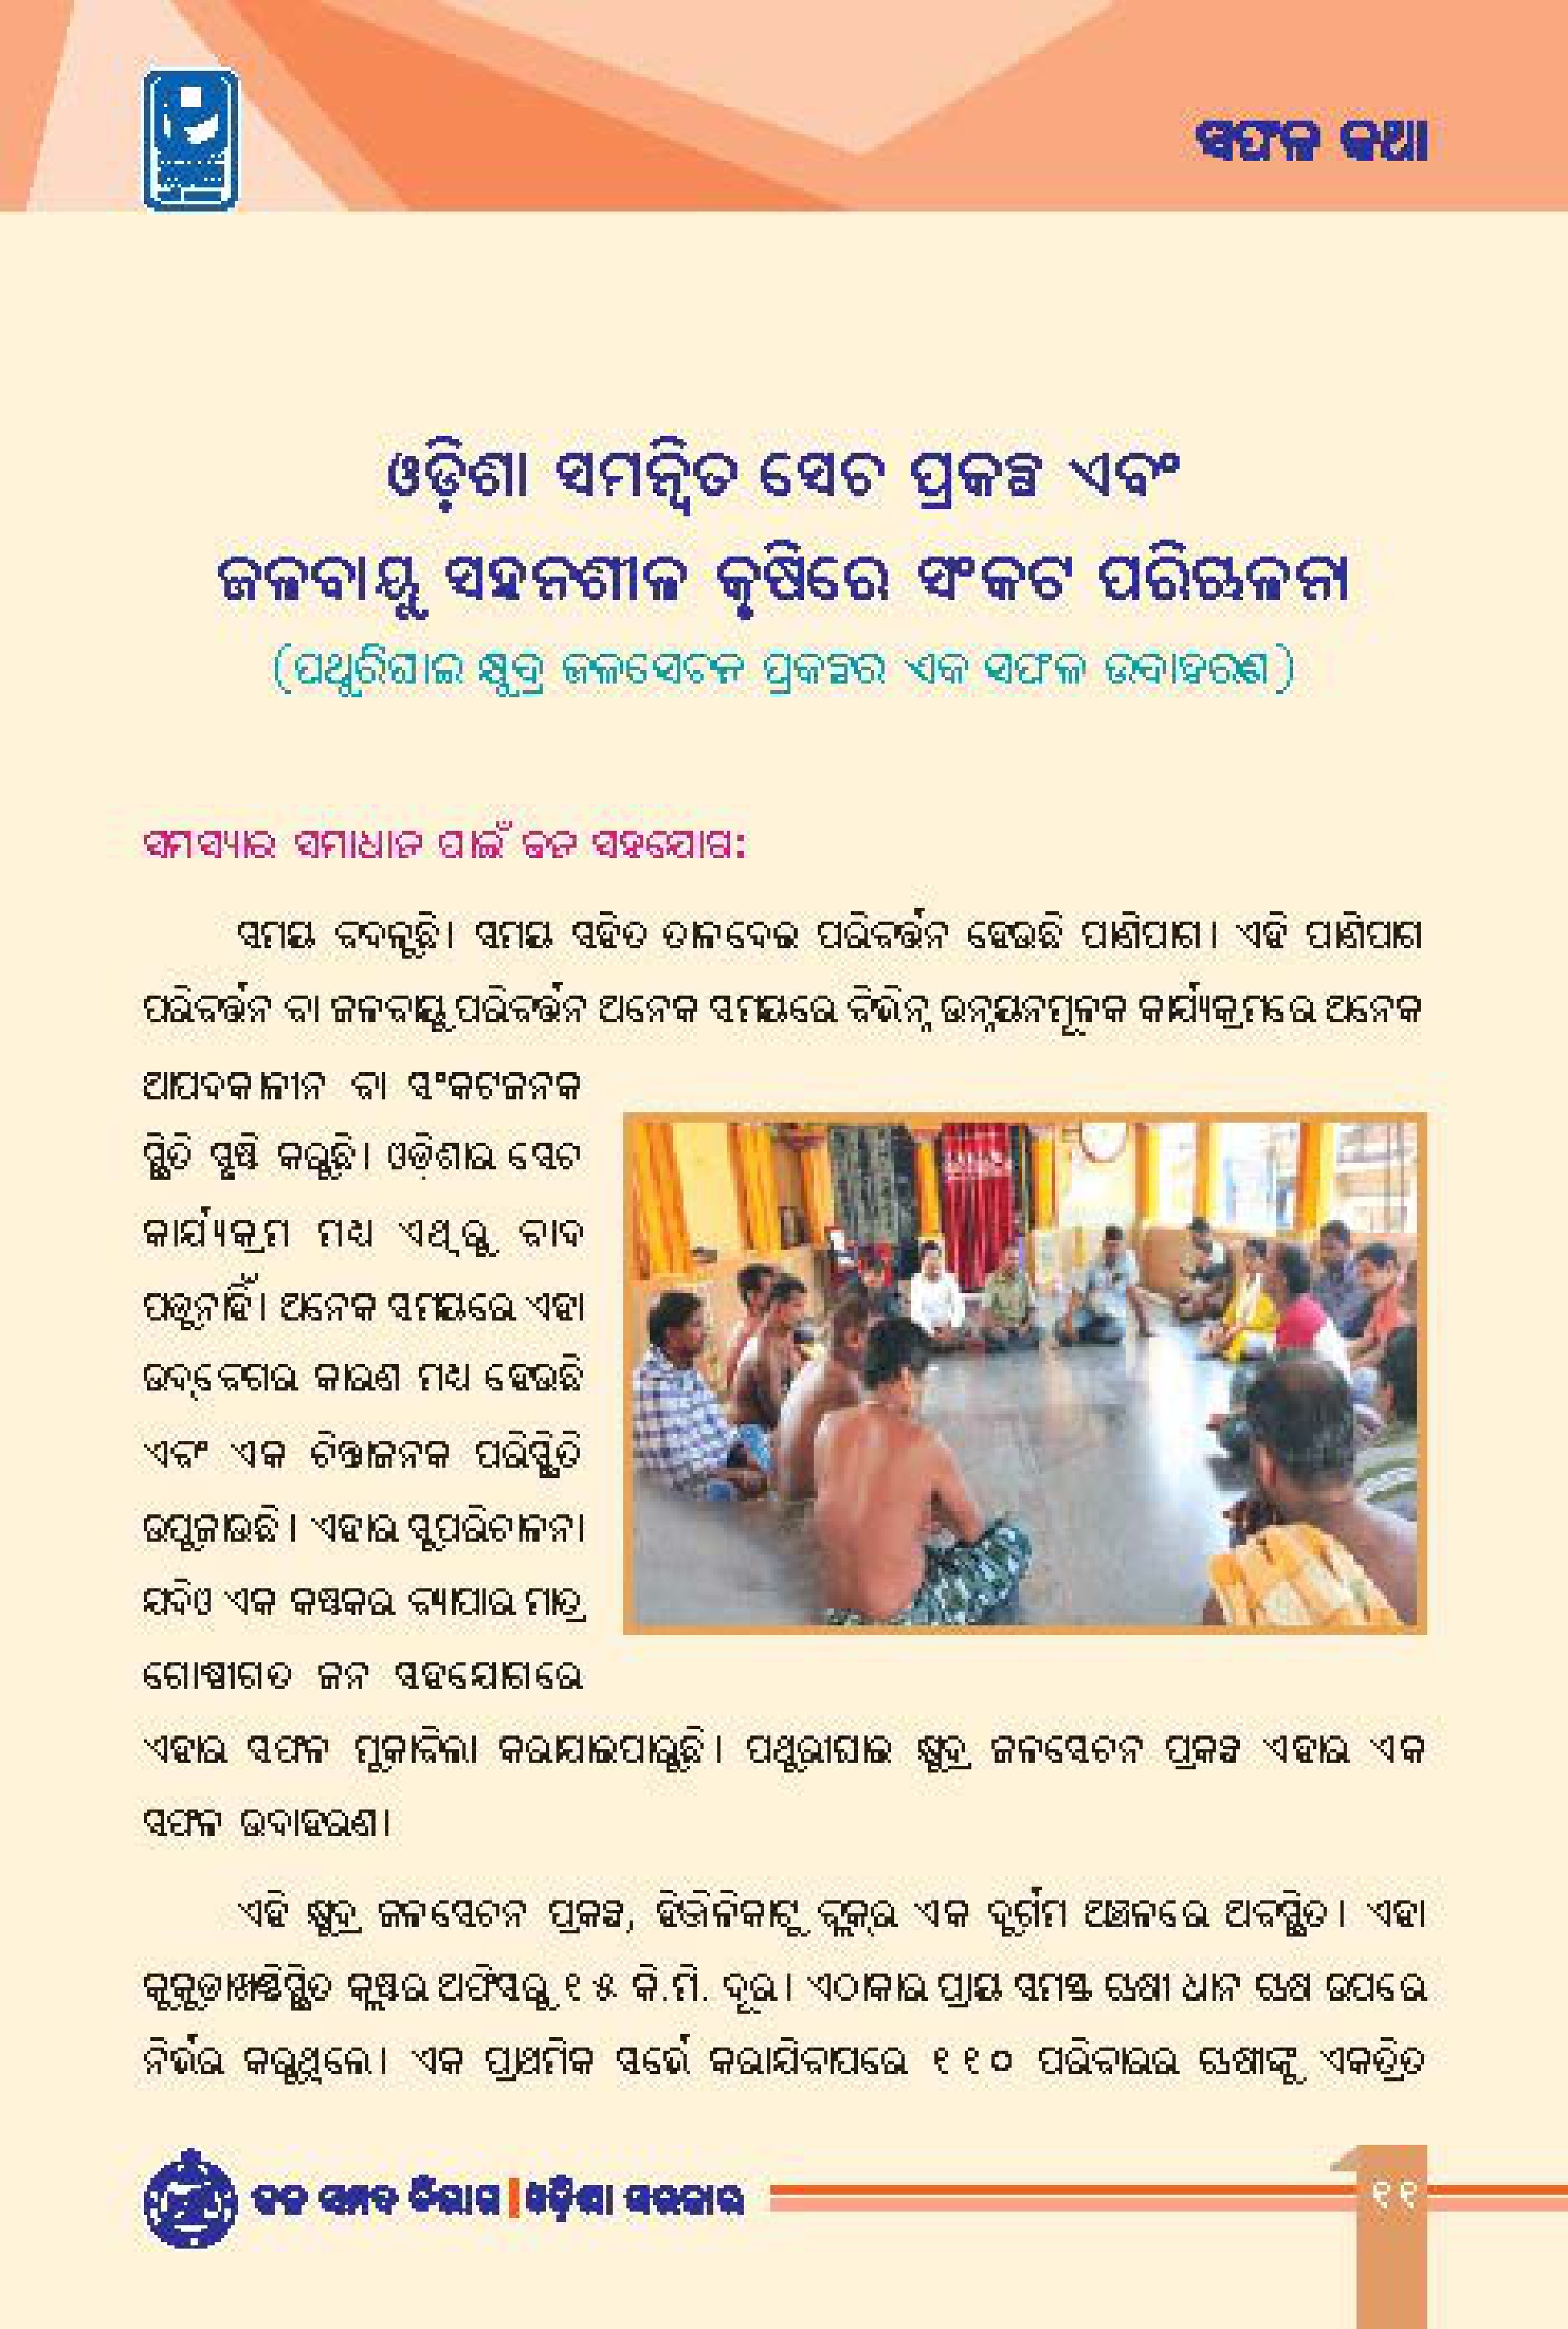 ସଫଳ କଥା
ଓଡ଼ିଶା ସମନ୍ୱିତ ସେଚ ପ୍ରକଳ୍ପ ଏବଂ
ଜଳବାୟୁ ସହନଶୀଳ କୃଷିରେ ସଂକଟ ପରିଚାଳନା
(ପଥୁରିଘାଇ କ୍ଷୁଦ୍ର ଜଳସେଚନ ପ୍ରକଳ୍ପର ଏକ ସଫଳ ଉଦାହରଣ)
ସମସ୍ୟାର ସମାଧାନ ପାଇଁ ଜନ ସହଯୋଗ:
ସମୟ ବଦଳୁଛି। ସମୟ ସହିତ ତାଳଦେଇ ପରିବର୍ତ୍ତନ ହେଉଛି ପାଣିପାଗ। ଏହି ପାଣିପାଗ
ପରିବର୍ତ୍ତନ ବା ଜଳବାୟୁ ପରିବର୍ତ୍ତନ ଅନେକ ସମୟରେ ବିଭିନ୍ନ ଉନ୍ନୟନମୂଳକ କାର୍ଯ୍ୟକ୍ରମରେ ଅନେକ
ଆପଦକାଳୀନ ବା ସଂକଟଜନକ
ସ୍ଥିତି ସୃଷ୍ଟି କରୁଛି। ଓଡ଼ିଶାର ସେଚ
କାର୍ଯ୍ୟକ୍ରମ ମଧ୍ୟ ଏଥିରୁ ବାଦ
ପଡୁନାହିଁ। ଅନେକ ସମୟରେ ଏହା
ଉଦ୍‌ବେଗର କାରଣ ମଧ୍ୟ ହେଉଛି
ଏବଂ ଏକ ଚିନ୍ତାଜନକ ପରିସ୍ଥିତି
ଉପୁଜାଉଛି। ଏହାର ସୁପରିଚାଳନା
ଯଦିଓ ଏକ କଷ୍ଟକର ବ୍ୟାପାର ମାତ୍ର
ଗୋଷ୍ଠୀଗତ ଜନ ସହଯୋଗରେ
ଏହାର ସଫଳ ମୁକାବିଲା କରାଯାଇପାରୁଛି। ପଥୁରୀଘାଇ କ୍ଷୁଦ୍ର ଜଳସେଚନ ପ୍ରକଳ୍ପ ଏହାର ଏକ
ସଫଳ ଉଦାହରଣ।
ଏହି କ୍ଷୁଦ୍ର ଜଳସେଚନ ପ୍ରକଳ୍ପ, ହିଞ୍ଜିଳିକାଟୁ ବ୍ଲକ୍‌ର ଏକ ଦୁର୍ଗମ ଅଞ୍ଚଳରେ ଅବସ୍ଥିତ। ଏହା
କୁକୁଡାଖଣ୍ଡିସ୍ଥିତ କ୍ଲଷ୍ଟର ଅଫିସରୁ ୧୫ କି.ମି. ଦୂର। ଏଠାକାର ପ୍ରାୟ ସମସ୍ତ ଚାଷୀ ଧାନ ଚାଷ ଉପରେ
ନିର୍ଭର କରୁଥିଲେ। ଏକ ପ୍ରାଥମିକ ସର୍ଭେ କରାଯିବାପରେ ୧୧୦ ପରିବାରର ଚାଷୀଙ୍କୁ ଏକତ୍ରିତ
ଜଳ ସମ୍ପଦ ବିଭାଗ | ଓଡ଼ିଶା ସରକାର
୧୧